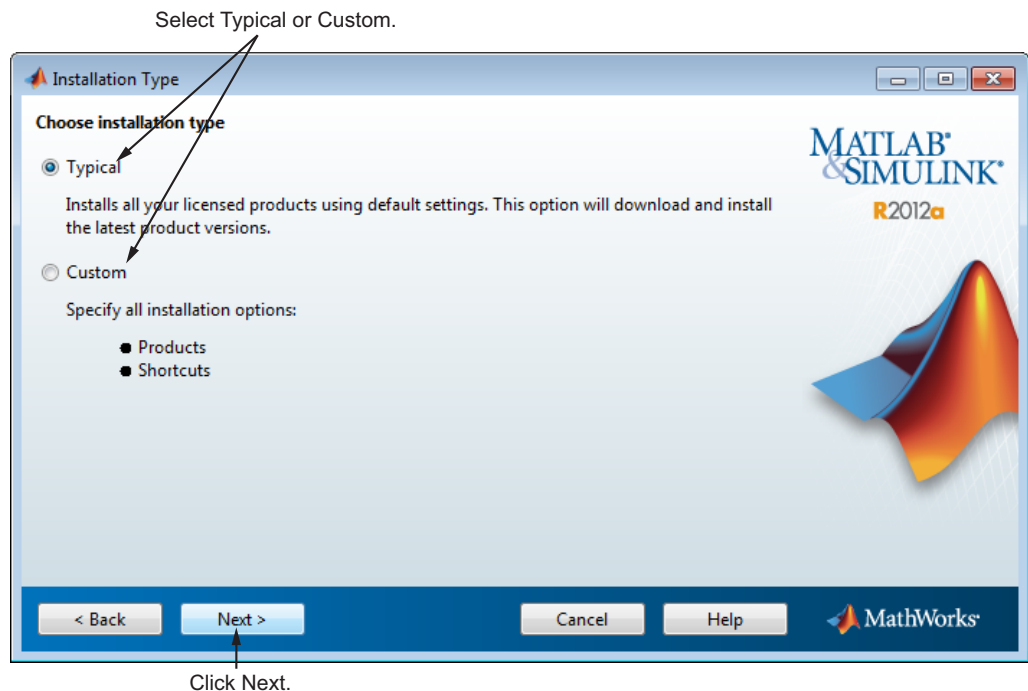 Select Typical or Custom.
Installation Type
Choose installation type
Typical
Installs all your licensed products using default settings. This option will download and install
the latest product versions.
Custom
Specify all installation options:
Products
Shortcuts
MATLAB®
&SIMULINK®
R2012a
< Back
Next >
Cancel
Help
MathWorks®
Click Next.